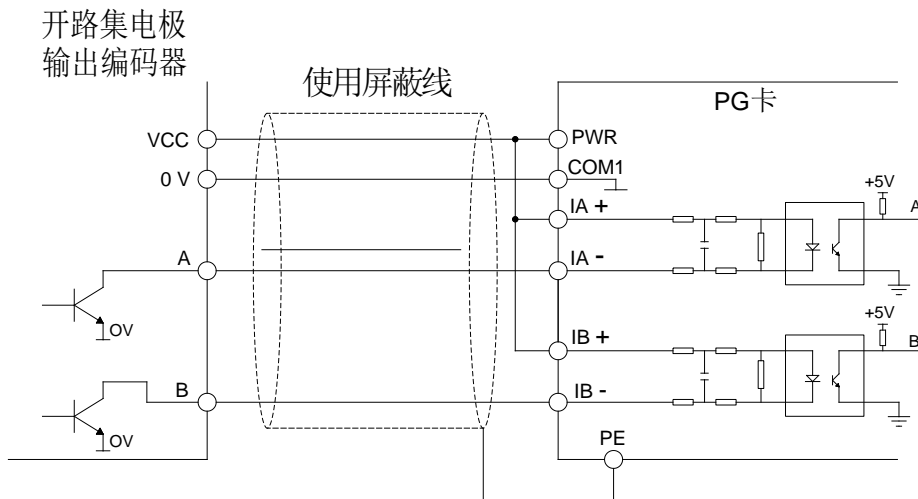 开路集电极
输出编码器
使用屏蔽线
PG卡
VCC
PWR
0 V
COM1
+5V
IA +
A
A
IA -
OV
+5V
IB +
B
B
IB -
OV
PE